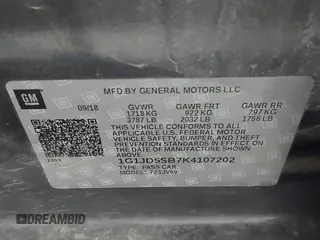 MFD BY GENERAL MOTORS LLC
GM
09/18
GVWR GAWR FRT GAWR RR
1718 KG 922 KG 797 KG
3787 LB 2032 LB 1756 LB
THIS VEHICLE CONFORMS TO ALL
APPLICABLE U.S. FEDERAL MOTOR
VEHICLE SAFETY, BUMPER, AND THEFT
PREVENTION STANDARDS IN EFFECT
ON THE DATE OF MANUFACTURE
SHOWN ABOVE.
1G1JD5SB7K4107202
TYPE: PASS CAR
MODEL:
DREAMBID